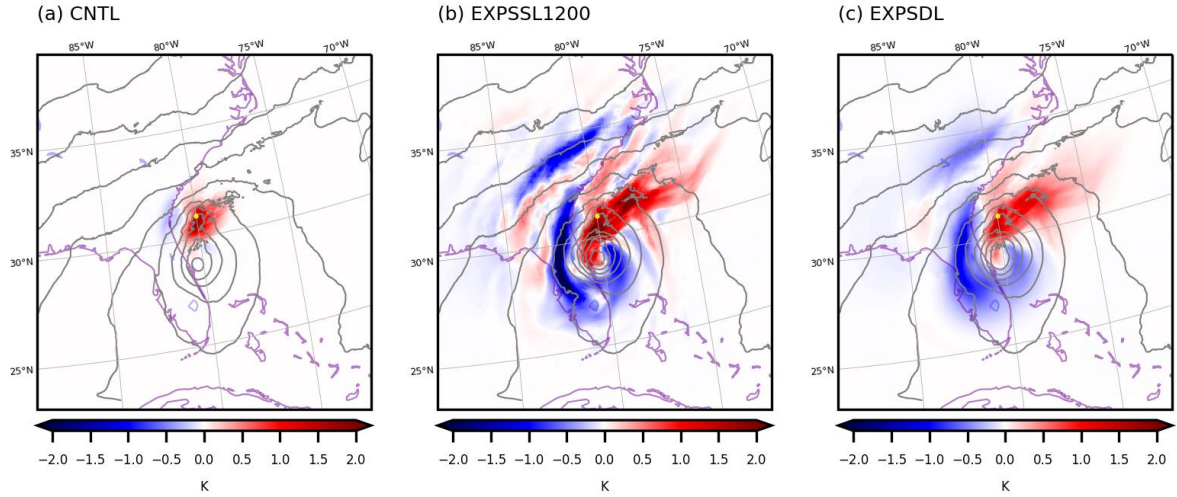 (a) CNTL
(b) EXPSSL1200
(c) EXPSDL
85°W 80°W 75°W 70°W
85°W 80°W 75°W 70°W
85°W 80°W 75°W 70°W
35°N 35°N 35°N
30°N 30°N 30°N
25°N 25°N 25°N
−2.0 −1.5 −1.0 −0.5 0.0 0.5 1.0 1.5 2.0
−2.0 −1.5 −1.0 −0.5 0.0 0.5 1.0 1.5 2.0
−2.0 −1.5 −1.0 −0.5 0.0 0.5 1.0 1.5 2.0
K K K